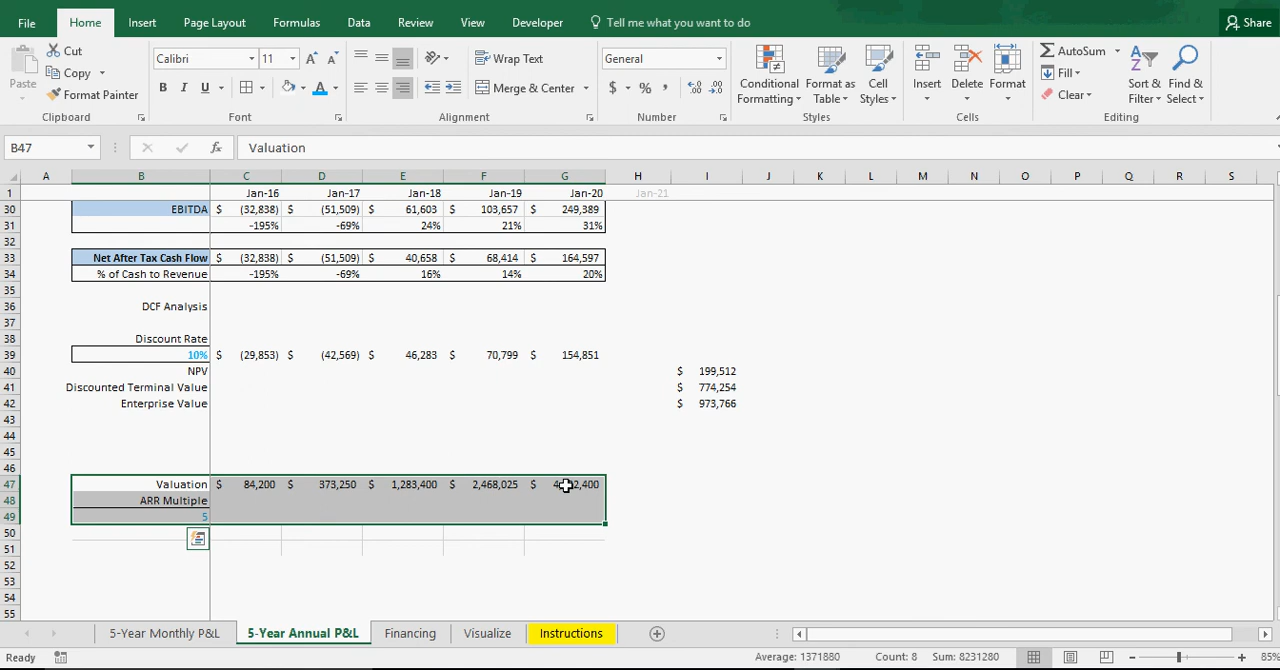 File Home Insert Page Layout Formulas Data Review View Developer Tell me what you want to do Share
Paste Cut Copy Format Painter Clipboard
Calibri 11 A A B I U A Font
Wrap Text Merge & Center Alignment
General $ % , Number
Conditional Formatting Format as Table Cell Styles Styles
Insert Delete Format Cells
AutoSum Fill Clear Sort & Filter Find & Select Editing
B47 fx Valuation
A B C D E F G H I J K L M N O P Q R S
1 Jan-16 Jan-17 Jan-18 Jan-19 Jan-20 Jan-21
30 EBITDA $ (32,838) $ (51,509) $ 61,603 $ 103,657 $ 249,389
31 -195% -69% 24% 21% 31%
32
33 Net After Tax Cash Flow $ (32,838) $ (51,509) $ 40,658 $ 68,414 $ 164,597
34 % of Cash to Revenue -195% -69% 16% 14% 20%
35
36 DCF Analysis
37
38 Discount Rate
39 10% $ (29,853) $ (42,569) $ 46,283 $ 70,799 $ 154,851
40 NPV $ 199,512
41 Discounted Terminal Value $ 774,254
42 Enterprise Value $ 973,766
43
44
45
46
47 Valuation $ 84,200 $ 373,250 $ 1,283,400 $ 2,468,025 $
48 ARR Multiple
49 5
50
51
52
53
54
55
5-Year Monthly P&L 5-Year Annual P&L Financing Visualize Instructions
Ready Average: 1371880 Count: 8 Sum: 8231280 85%